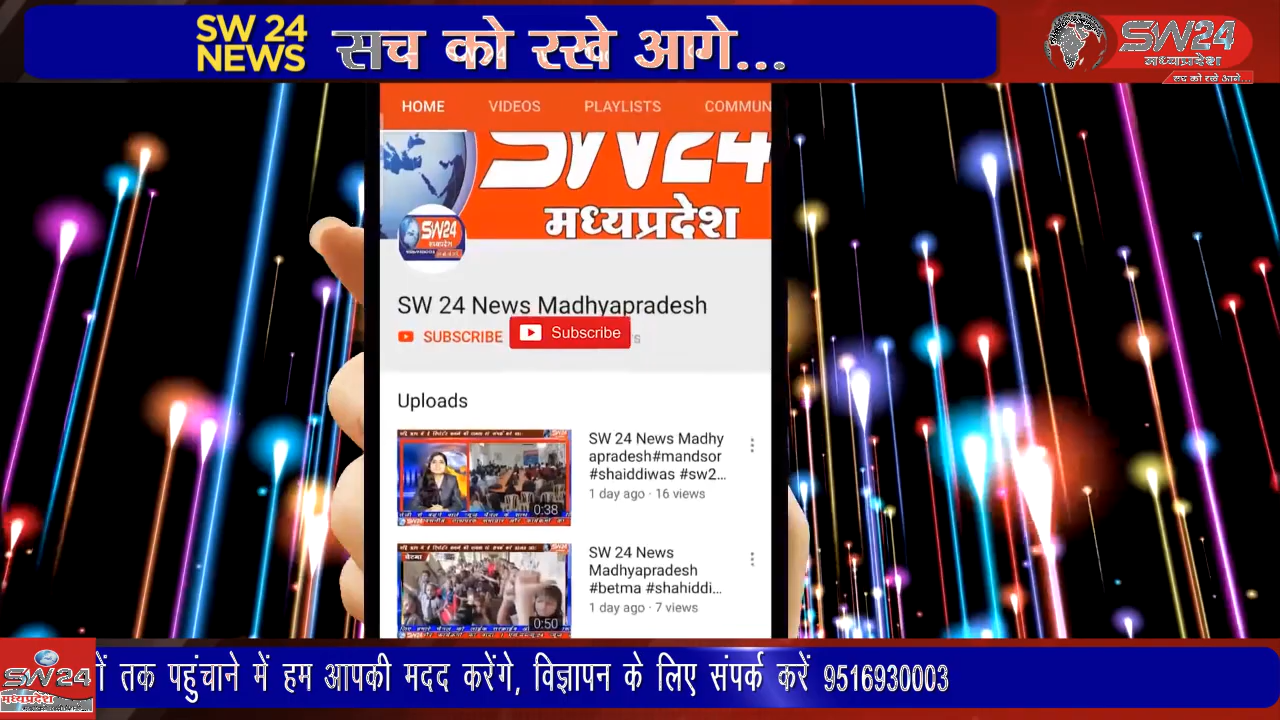 SW 24
NEWS
सच को रखे आगे...
SW24
मध्यप्रदेश
सच को रखे आगे...
HOME VIDEOS PLAYLISTS COMMUN
SW24
मध्यप्रदेश
SW24
SW 24 News Madhyapradesh
SUBSCRIBE Subscribe
Uploads
SW 24 News Madhy
apradesh#mandsor
#shaiddiwas #sw2...
1 day ago · 16 views
0:38
SW 24 News
Madhyapradesh
#betma #shahiddi...
1 day ago · 7 views
बेटमा
0:50
SW24
मध्यप्रदेश
तक पहुंचाने में हम आपकी मदद करेंगे, विज्ञापन के लिए संपर्क करें 9516930003